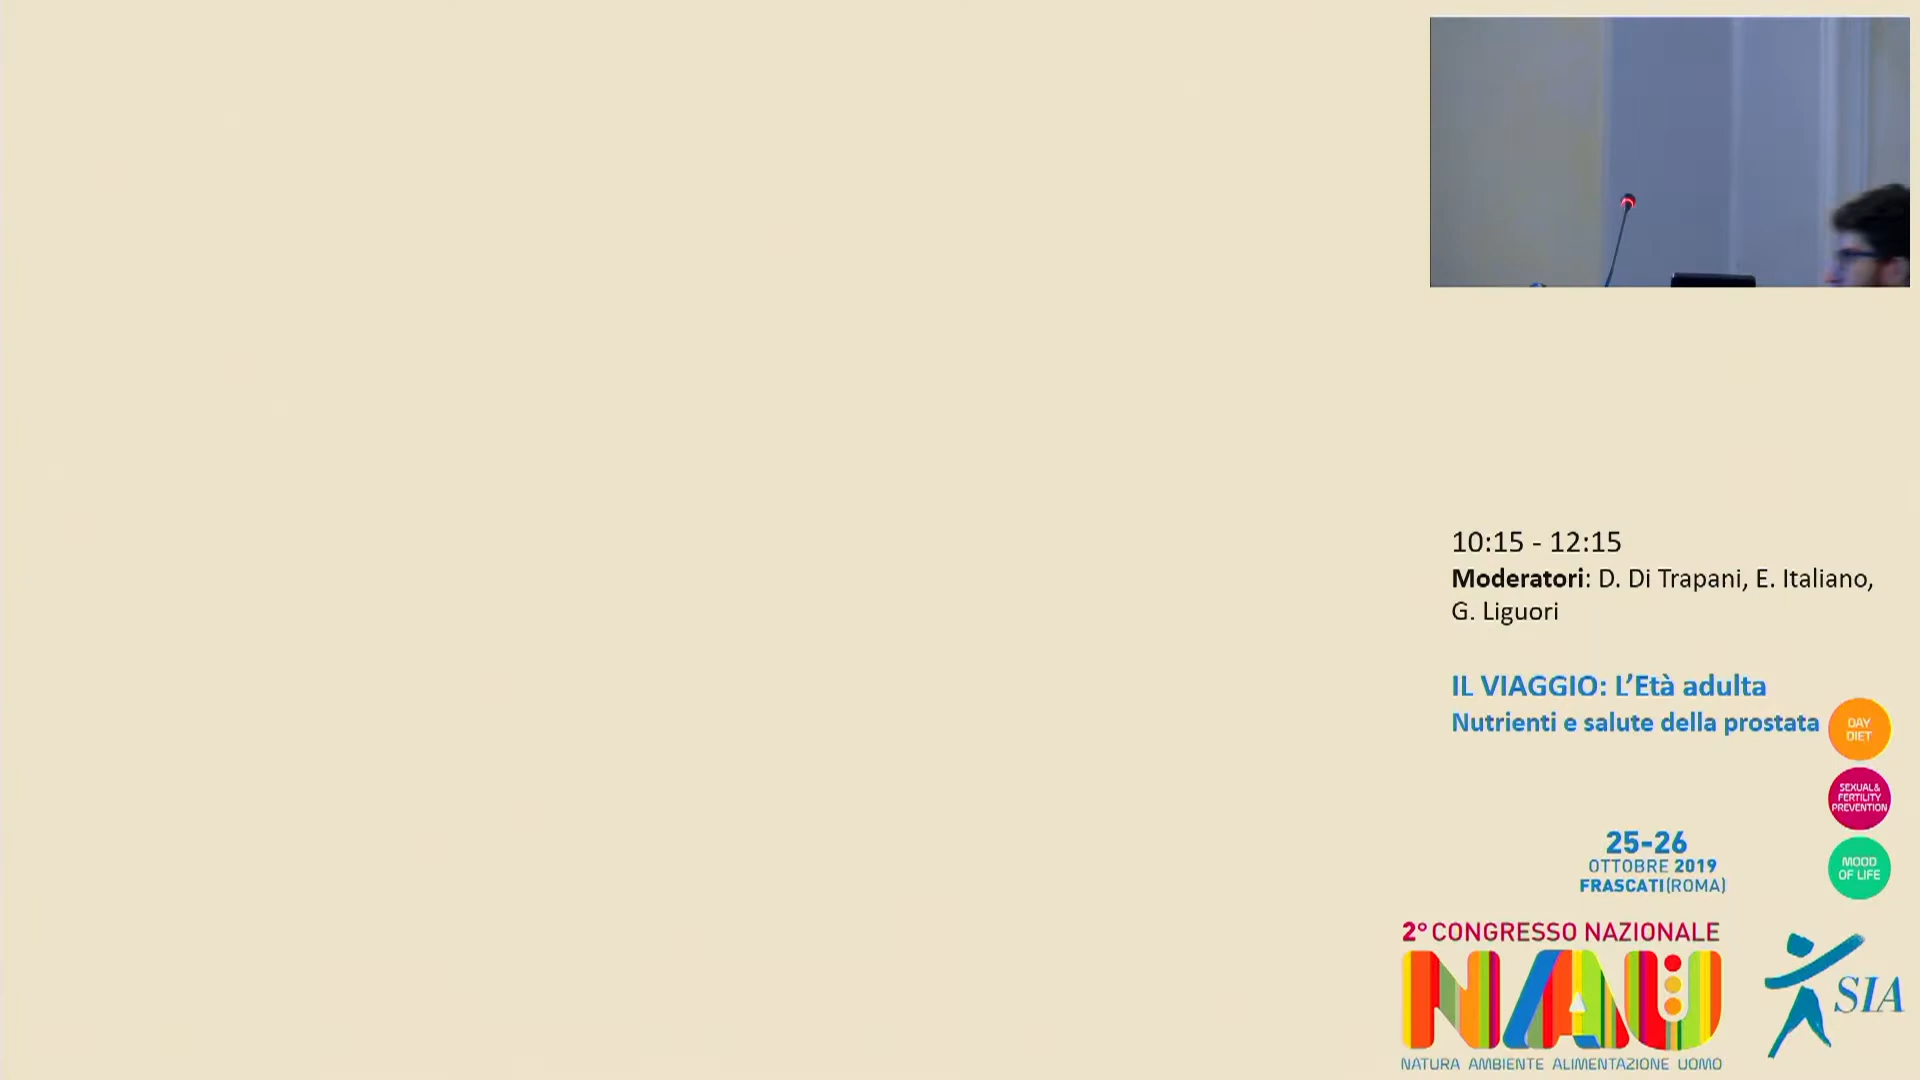 10:15 - 12:15
Moderatori: D. Di Trapani, E. Italiano,
G. Liguori
IL VIAGGIO: L'Età adulta
Nutrienti e salute della prostata
DAY
DIET
SEXUAL&
FERTILITY
PREVENTION
MOOD
OF LIFE
25-26
OTTOBRE 2019
FRASCATI(ROMA)
2° CONGRESSO NAZIONALE
NAU
NATURA AMBIENTE ALIMENTAZIONE UOMO
SIA